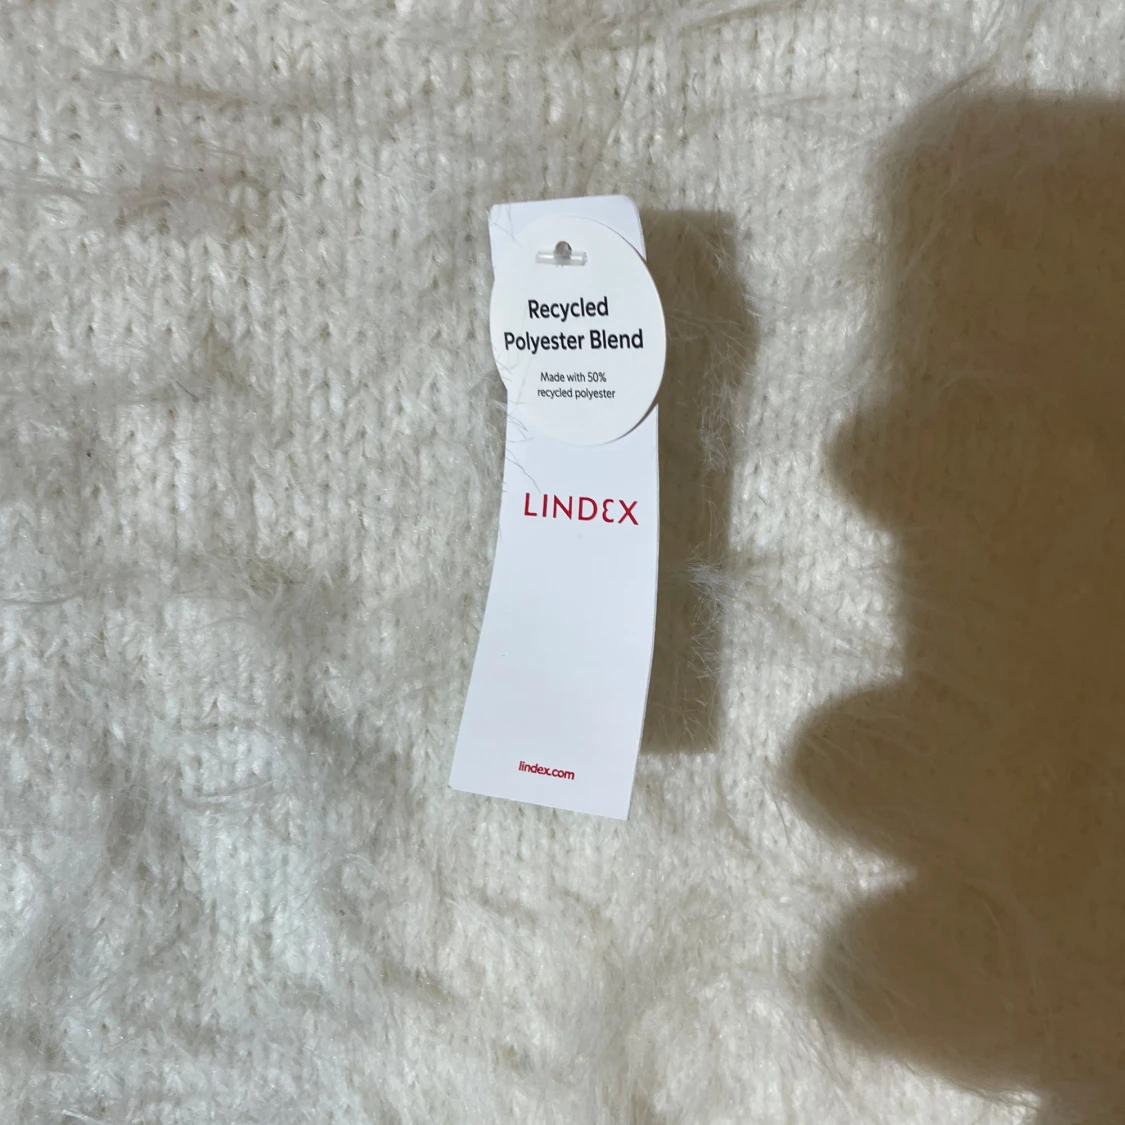 Recycled
Polyester Blend
Made with 50%
recycled polyester
LINDEX
lindex.com